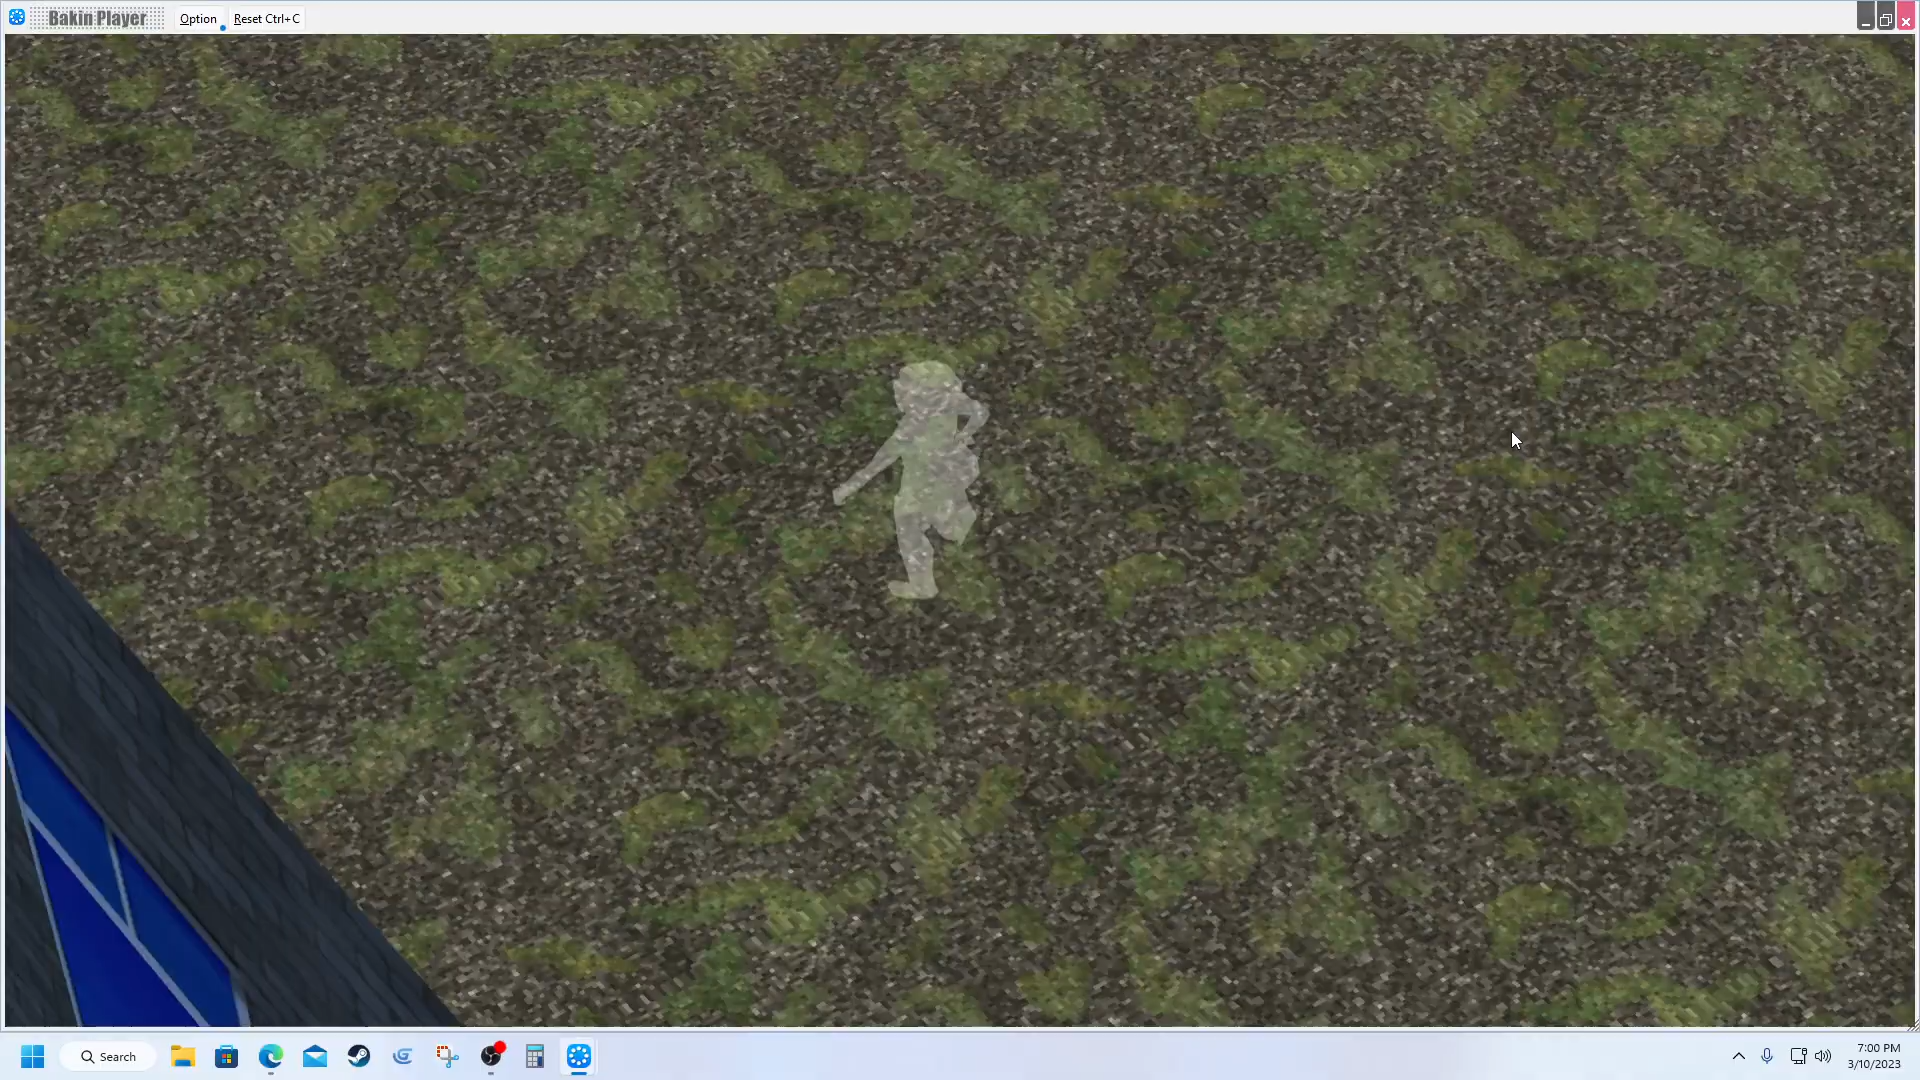 Bakin Player
Option
Reset Ctrl+C
Search
7:00 PM
3/10/2023